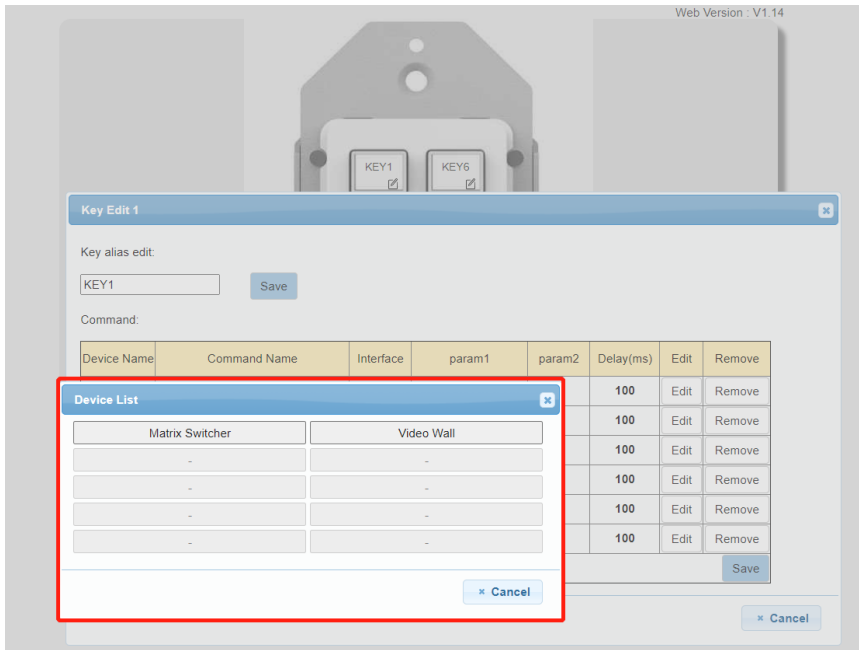 Web Version : V1.14
KEY1 KEY6
Key Edit 1
Key alias edit:
KEY1 Save
Command:
Device Name Command Name Interface param1 param2 Delay(ms) Edit Remove
Device List
Matrix Switcher Video Wall
- -
- -
- -
- -
× Cancel
100 Edit Remove
100 Edit Remove
100 Edit Remove
100 Edit Remove
100 Edit Remove
100 Edit Remove
Save
× Cancel